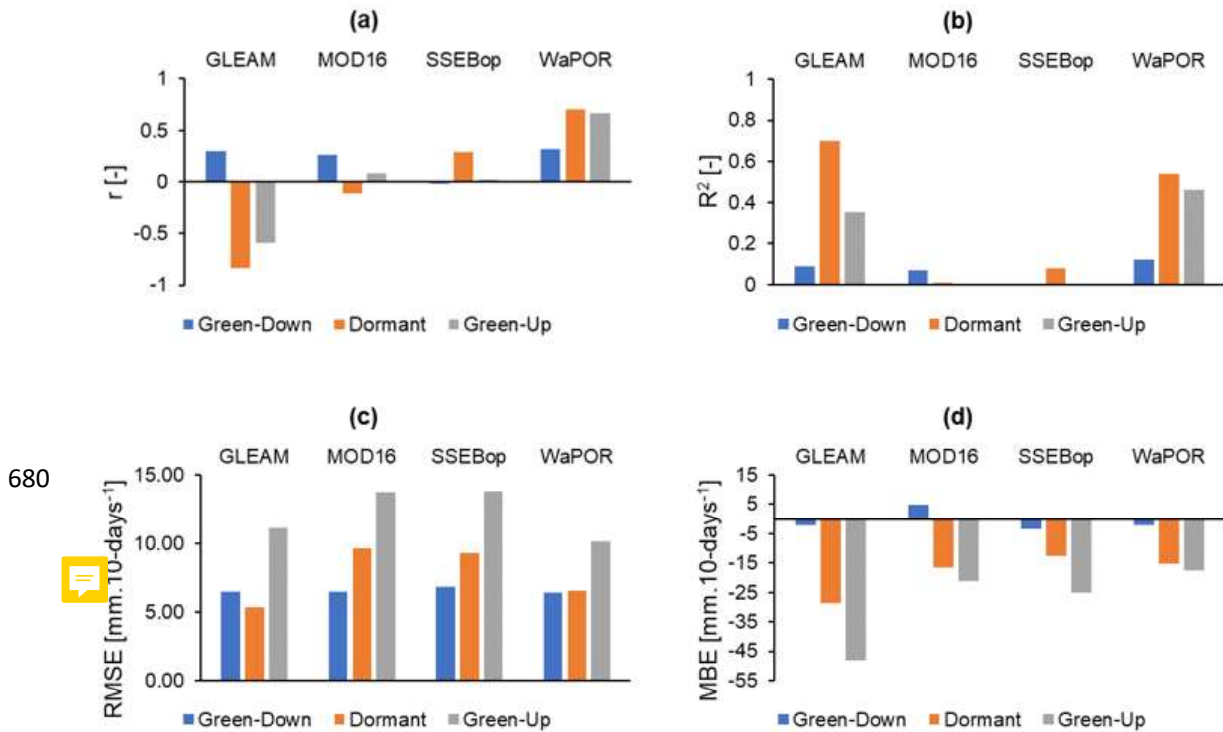 (a)
GLEAM MOD16 SSEBop WaPOR
1
0.5
0
-0.5
-1
r [-]
Green-Down Dormant Green-Up
(b)
GLEAM MOD16 SSEBop WaPOR
1
0.8
0.6
0.4
0.2
0
R² [-]
Green-Down Dormant Green-Up
680
(c)
GLEAM MOD16 SSEBop WaPOR
15.00
10.00
5.00
0.00
RMSE [mm.10-days⁻¹]
Green-Down Dormant Green-Up
(d)
GLEAM MOD16 SSEBop WaPOR
15
5
-5
-15
-25
-35
-45
-55
MBE [mm.10-days⁻¹]
Green-Down Dormant Green-Up